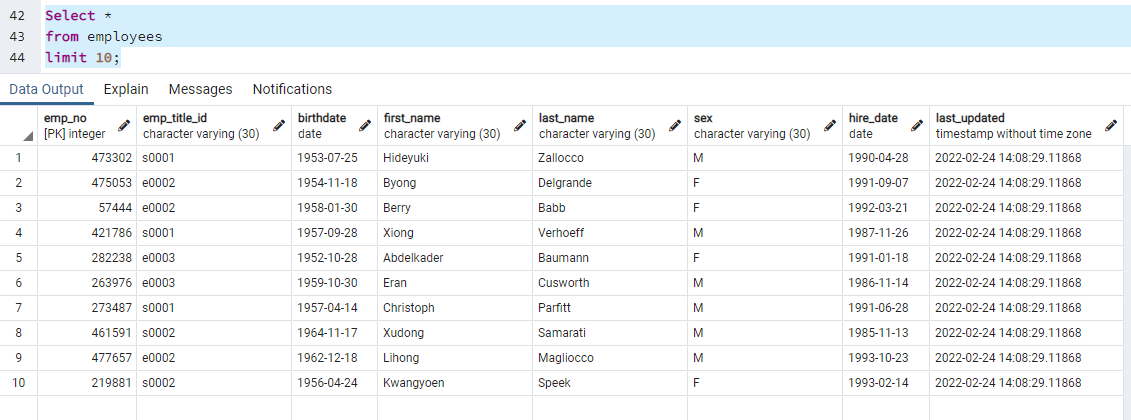 42 Select *
43 from employees
44 limit 10;
Data Output Explain Messages Notifications
emp_no emp_title_id birthdate first_name last_name sex hire_date last_updated
[PK] integer character varying (30) date character varying (30) character varying (30) character varying (30) date timestamp without time zone
1 473302 s0001 1953-07-25 Hideyuki Zallocco M 1990-04-28 2022-02-24 14:08:29.11868
2 475053 e0002 1954-11-18 Byong Delgrande F 1991-09-07 2022-02-24 14:08:29.11868
3 57444 e0002 1958-01-30 Berry Babb F 1992-03-21 2022-02-24 14:08:29.11868
4 421786 s0001 1957-09-28 Xiong Verhoeff M 1987-11-26 2022-02-24 14:08:29.11868
5 282238 e0003 1952-10-28 Abdelkader Baumann F 1991-01-18 2022-02-24 14:08:29.11868
6 263976 e0003 1959-10-30 Eran Cusworth M 1986-11-14 2022-02-24 14:08:29.11868
7 273487 s0001 1957-04-14 Christoph Parfitt M 1991-06-28 2022-02-24 14:08:29.11868
8 461591 s0002 1964-11-17 Xudong Samarati M 1985-11-13 2022-02-24 14:08:29.11868
9 477657 e0002 1962-12-18 Lihong Magliocco M 1993-10-23 2022-02-24 14:08:29.11868
10 219881 s0002 1956-04-24 Kwangyoen Speek F 1993-02-14 2022-02-24 14:08:29.11868